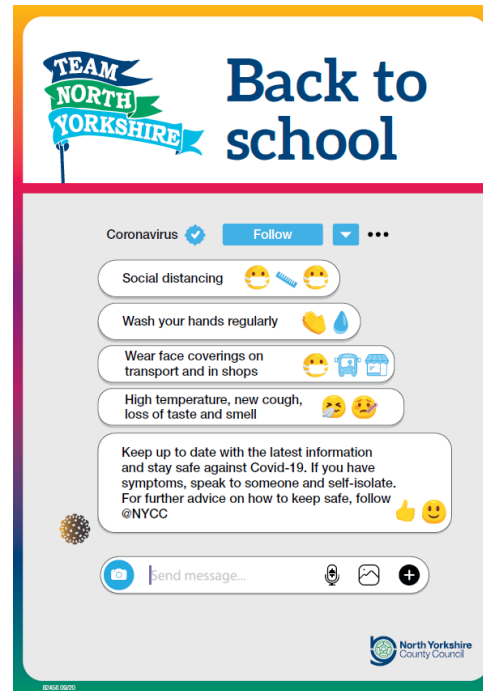 TEAM
NORTH
YORKSHIRE
Back to
school
Coronavirus
Follow
Social distancing
Wash your hands regularly
Wear face coverings on
transport and in shops
High temperature, new cough,
loss of taste and smell
Keep up to date with the latest information
and stay safe against Covid-19. If you have
symptoms, speak to someone and self-isolate.
For further advice on how to keep safe, follow
@NYCC
Send message...
North Yorkshire
County Council
B2456 09/20